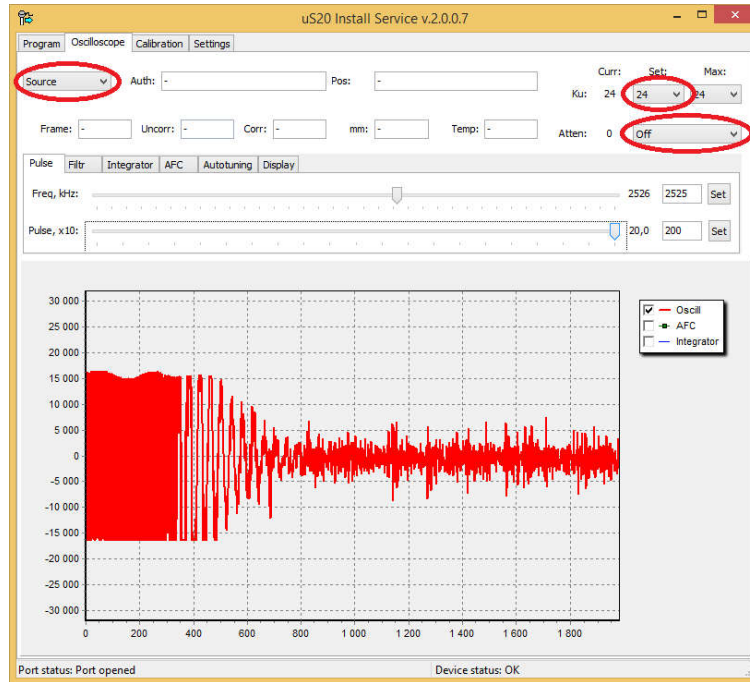 uS20 Install Service v.2.0.0.7
Program Oscilloscope Calibration Settings
Curr: Set: Max:
Source Auth: - Pos: - Ku: 24 24 24
Frame: - Uncorr: - Corr: - mm: - Temp: - Atten: 0 Off
Pulse Filtr Integrator AFC Autotuning Display
Freq, kHz: 2526 2525 Set
Pulse, x10: 20,0 200 Set
30 000
25 000
20 000
15 000
10 000
5 000
0
-5 000
-10 000
-15 000
-20 000
-25 000
-30 000
0 200 400 600 800 1 000 1 200 1 400 1 600 1 800
Oscill
AFC
Integrator
Port status: Port opened Device status: OK